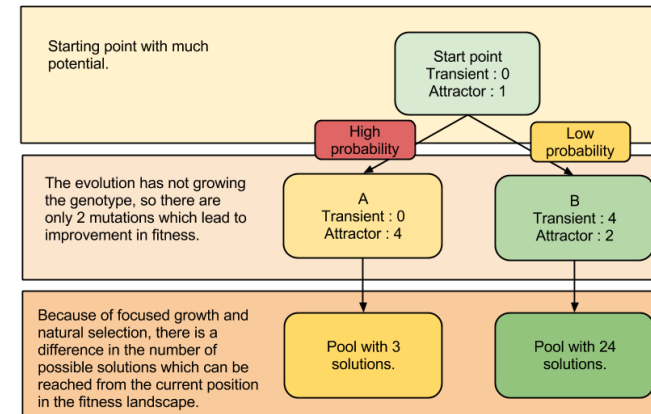 Starting point with much
potential.
Start point
Transient : 0
Attractor : 1
High
probability
Low
probability
The evolution has not growing
the genotype, so there are
only 2 mutations which lead to
improvement in fitness.
A
Transient : 0
Attractor : 4
B
Transient : 4
Attractor : 2
Because of focused growth and
natural selection, there is a
difference in the number of
possible solutions which can be
reached from the current position
in the fitness landscape.
Pool with 3
solutions.
Pool with 24
solutions.